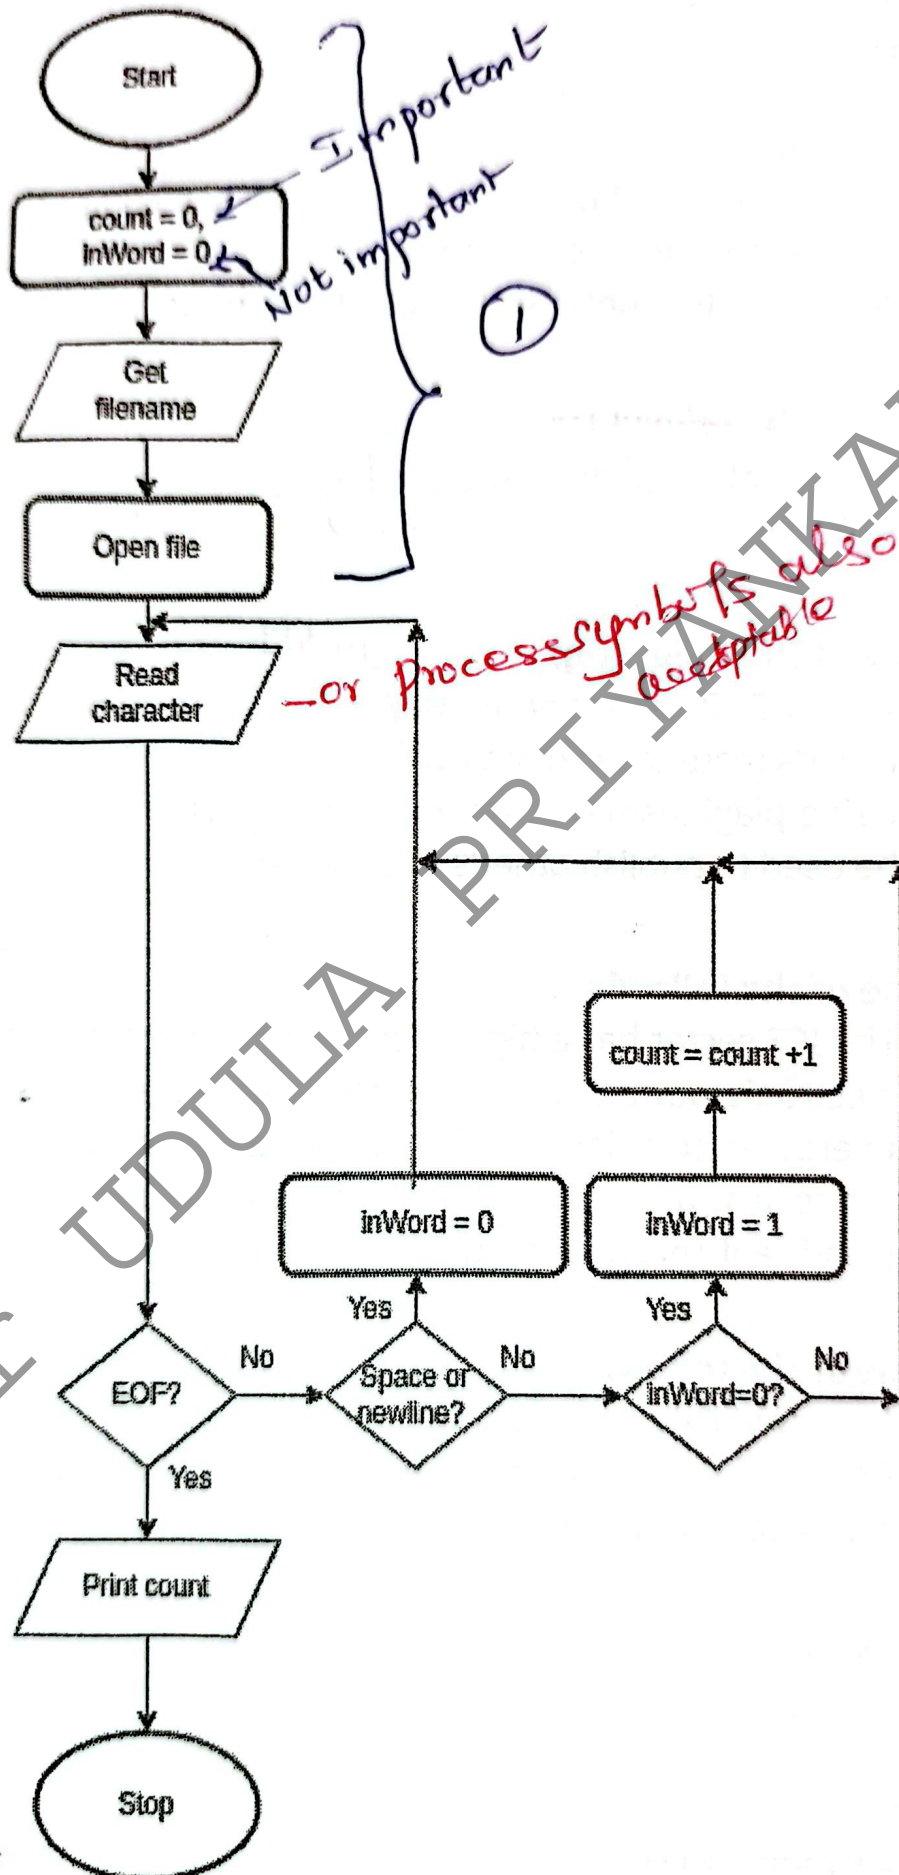 Start
Important
count = 0,
inWord = 0
Not important
1
Get
filename
Open file
Read
character
or Process symbol is also
acceptable
count = count +1
inWord = 0
inWord = 1
Yes
Yes
EOF?
No
Space or
newline?
No
inWord=0?
No
Yes
Print count
Stop
UDULA PRIYANKA